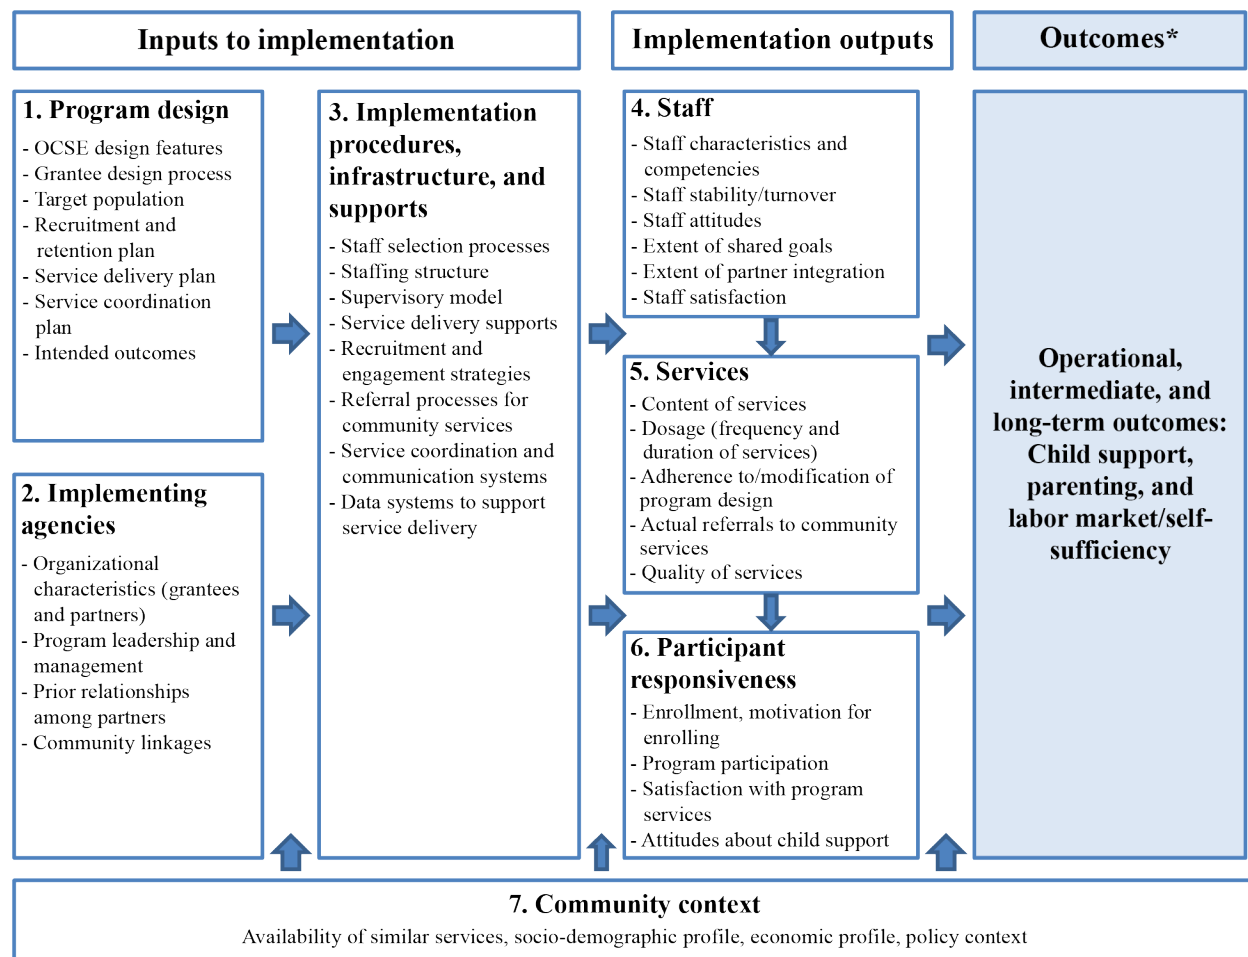 Inputs to implementation
Implementation outputs
Outcomes*
1. Program design
- OCSE design features
- Grantee design process
- Target population
- Recruitment and
retention plan
- Service delivery plan
- Service coordination
plan
- Intended outcomes
2. Implementing
agencies
- Organizational
characteristics (grantees
and partners)
- Program leadership and
management
- Prior relationships
among partners
- Community linkages
3. Implementation
procedures,
infrastructure, and
supports
- Staff selection processes
- Staffing structure
- Supervisory model
- Service delivery supports
- Recruitment and
engagement strategies
- Referral processes for
community services
- Service coordination and
communication systems
- Data systems to support
service delivery
4. Staff
- Staff characteristics and
competencies
- Staff stability/turnover
- Staff attitudes
- Extent of shared goals
- Extent of partner integration
- Staff satisfaction
5. Services
- Content of services
- Dosage (frequency and
duration of services)
- Adherence to/modification of
program design
- Actual referrals to community
services
- Quality of services
6. Participant
responsiveness
- Enrollment, motivation for
enrolling
- Program participation
- Satisfaction with program
services
- Attitudes about child support
Operational,
intermediate, and
long-term outcomes:
Child support,
parenting, and
labor market/self-
sufficiency
7. Community context
Availability of similar services, socio-demographic profile, economic profile, policy context